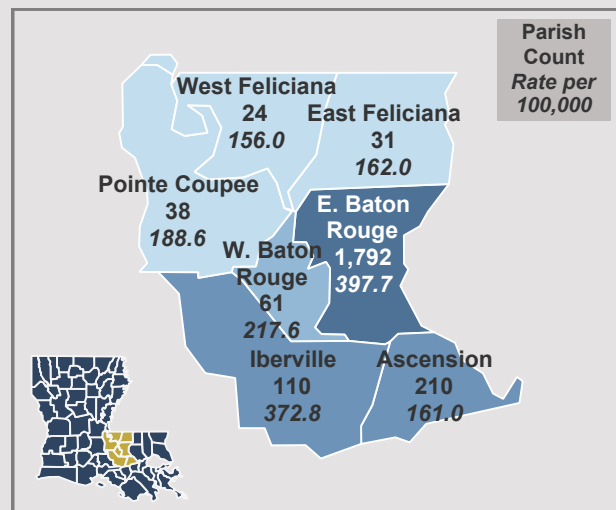 Parish
Count
Rate per
100,000
West Feliciana
24
156.0
East Feliciana
31
162.0
Pointe Coupee
38
188.6
E. Baton
Rouge
1,792
397.7
W. Baton
Rouge
61
217.6
Iberville
110
372.8
Ascension
210
161.0